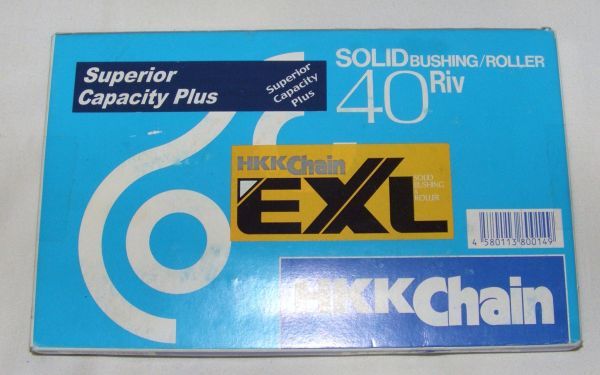 Superior
Capacity Plus
Superior
Capacity
Plus
SOLID BUSHING/ROLLER
40 Riv
HKK Chain
EXL
SOLID
BUSHING
&
ROLLER
4 580113 800149
HKK Chain